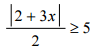 |2 + 3x| / 2 ≥ 5